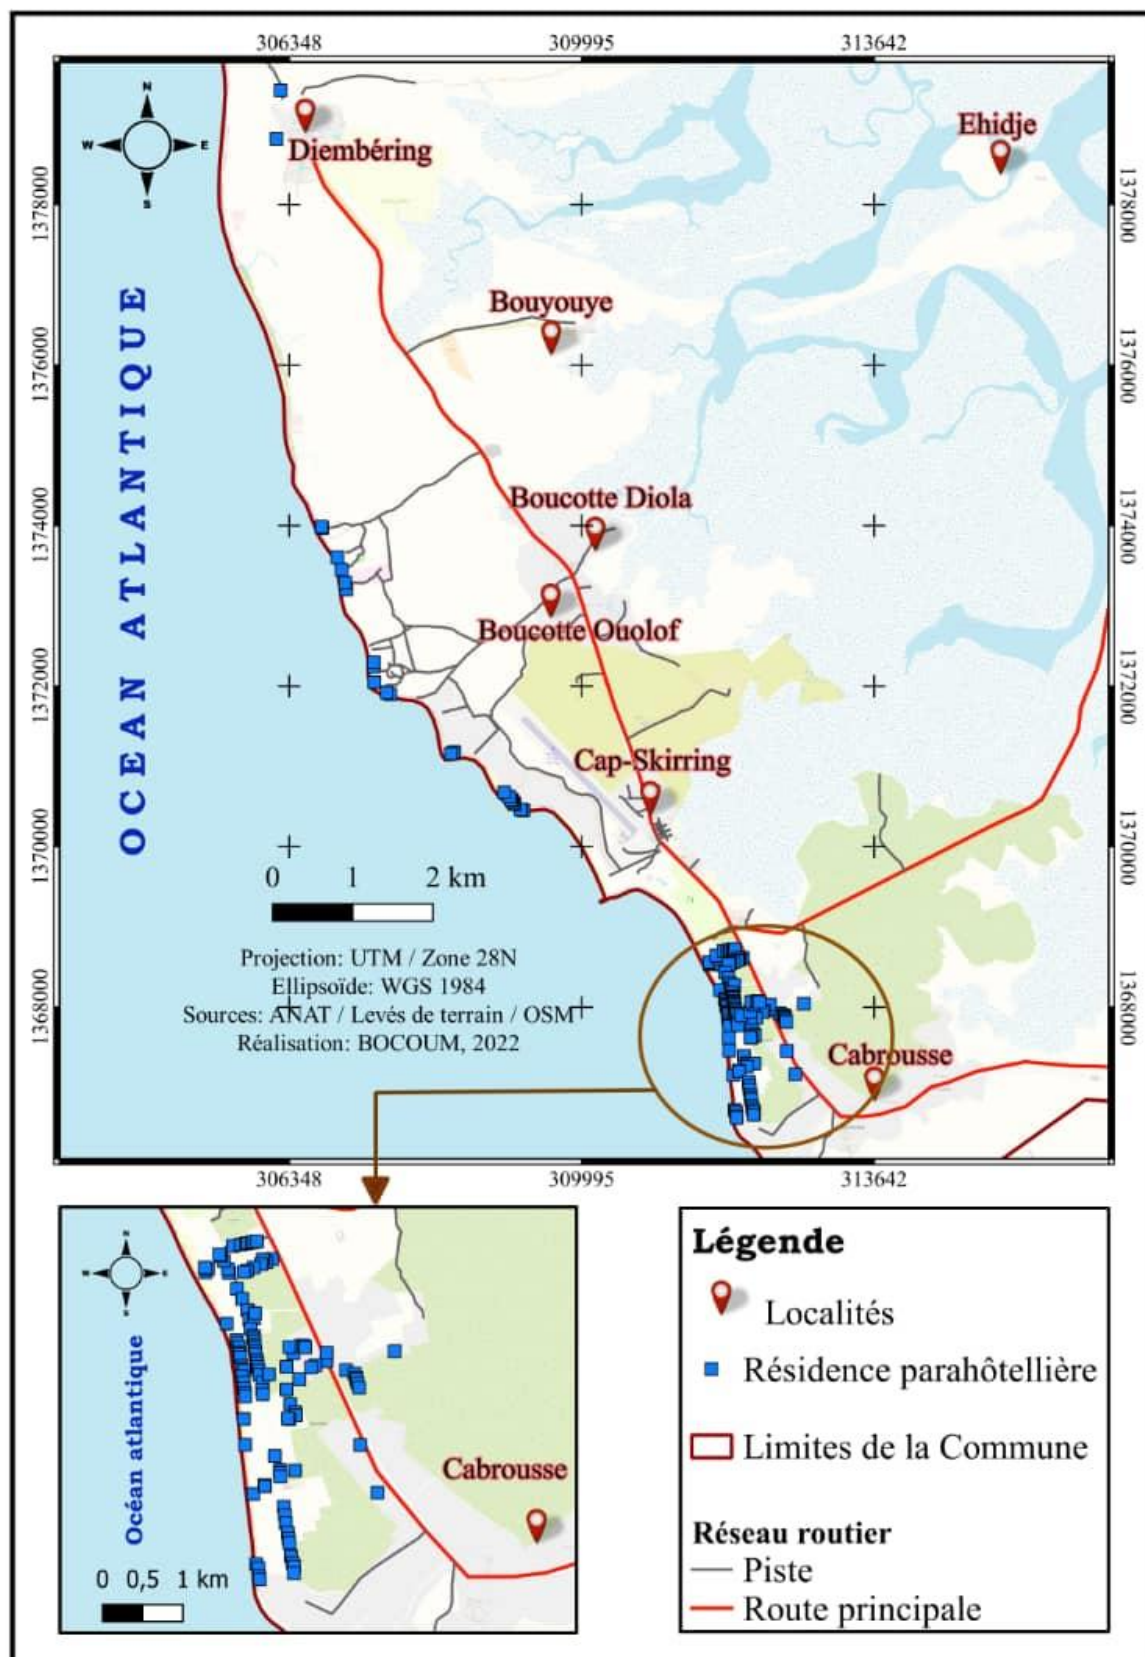 306348 309995 313642
N
W E
S
Diembéring
Ehidje
1378000
1378000
Bouyouye
1376000
1376000
OCEAN ATLANTIQUE
Boucotte Diola
1374000
1374000
Boucotte Ouolof
1372000
1372000
Cap-Skirring
1370000
1370000
0 1 2 km
Projection: UTM / Zone 28N
Ellipsoïde: WGS 1984
Sources: ANAT / Levés de terrain / OSM
Réalisation: BOCOUM, 2022
1368000
1368000
Cabrousse
306348 309995 313642
N
W E
S
Océan atlantique
Cabrousse
0 0,5 1 km
Légende
Localités
Résidence parahôtellière
Limites de la Commune
Réseau routier
Piste
Route principale